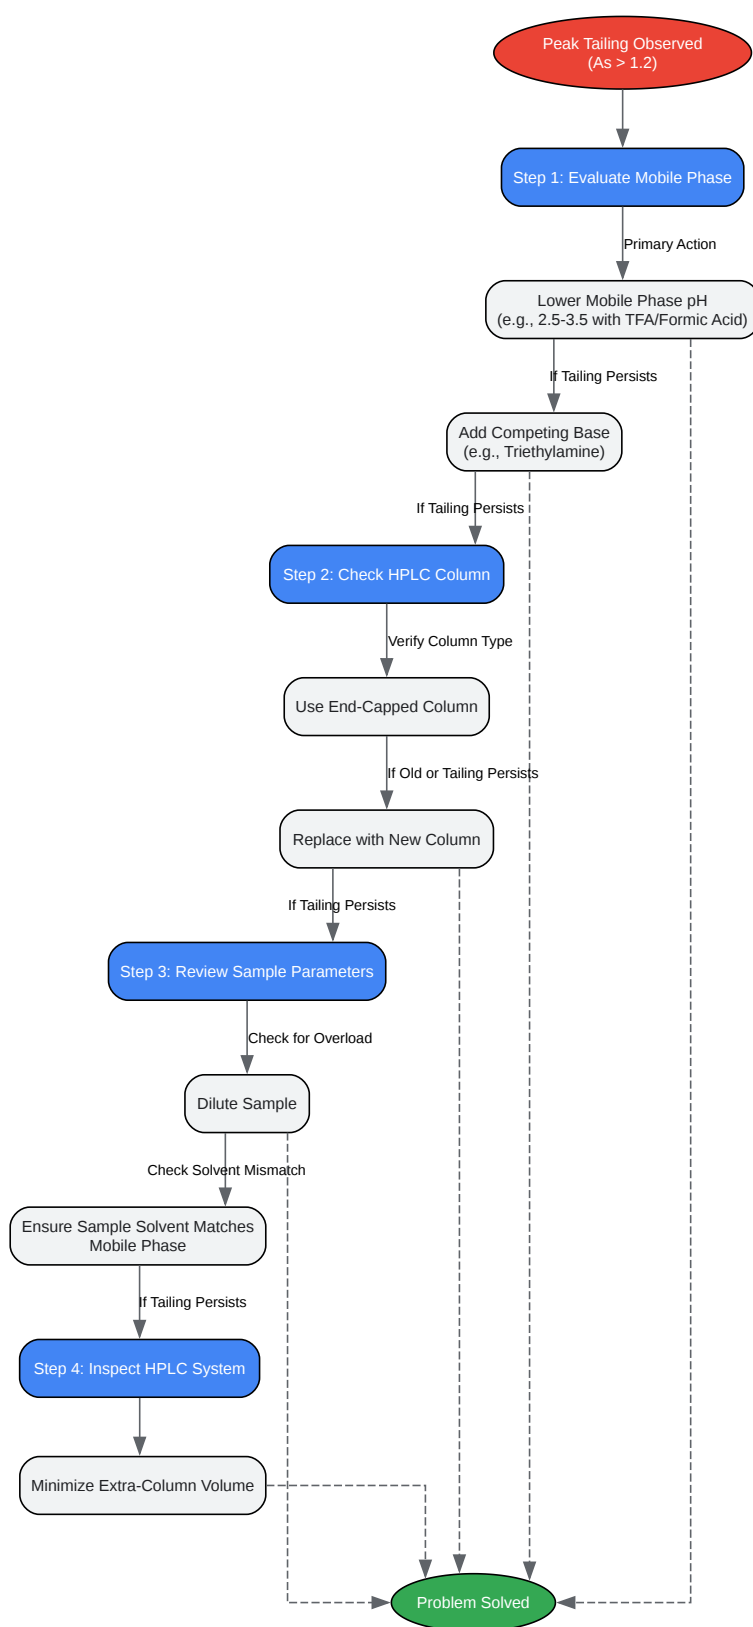 Peak Tailing Observed
(As > 1.2)
Step 1: Evaluate Mobile Phase
Primary Action
Lower Mobile Phase pH
(e.g., 2.5-3.5 with TFA/Formic Acid)
If Tailing Persists
Add Competing Base
(e.g., Triethylamine)
If Tailing Persists
Step 2: Check HPLC Column
Verify Column Type
Use End-Capped Column
If Old or Tailing Persists
Replace with New Column
If Tailing Persists
Step 3: Review Sample Parameters
Check for Overload
Dilute Sample
Check Solvent Mismatch
Ensure Sample Solvent Matches
Mobile Phase
If Tailing Persists
Step 4: Inspect HPLC System
Minimize Extra-Column Volume
Problem Solved